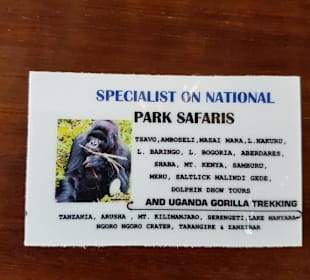 SPECIALIST ON NATIONAL
PARK SAFARIS
TSAVO,AMBOSELI,MASAI MARA,L.NAKURU,
L. BARINGO, L. BOGORIA, ABERDARES,
SHABA, MT. KENYA, SAMBURU,
MERU, SALTLICK MALINDI GEDE,
DOLPHIN DHOW TOURS
AND UGANDA GORILLA TREKKING
TANZANIA, ARUSHA , MT. KILIMANJARO, SERENGETI,LAKE MANYARA
NGORO NGORO CRATER, TARANGIRE & ZANZIBAR